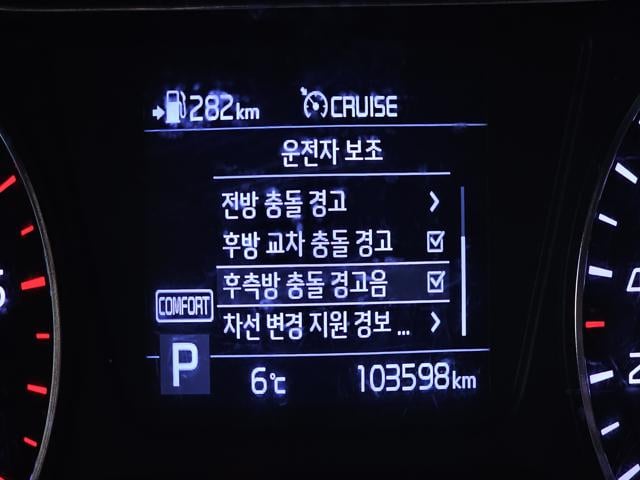 282km CRUISE
운전자 보조
전방 충돌 경고
후방 교차 충돌 경고
후측방 충돌 경고음
차선 변경 지원 경보 ...
COMFORT
P
6℃ 103598km